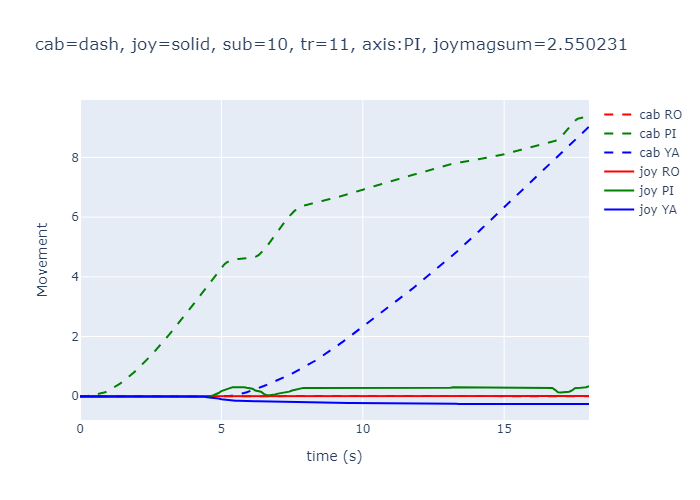 cab=dash, joy=solid, sub=10, tr=11, axis:PI, joymagsum=2.550231
cab RO
cab PI
cab YA
joy RO
joy PI
joy YA
8
6
4
2
0
Movement
0 5 10 15
time (s)